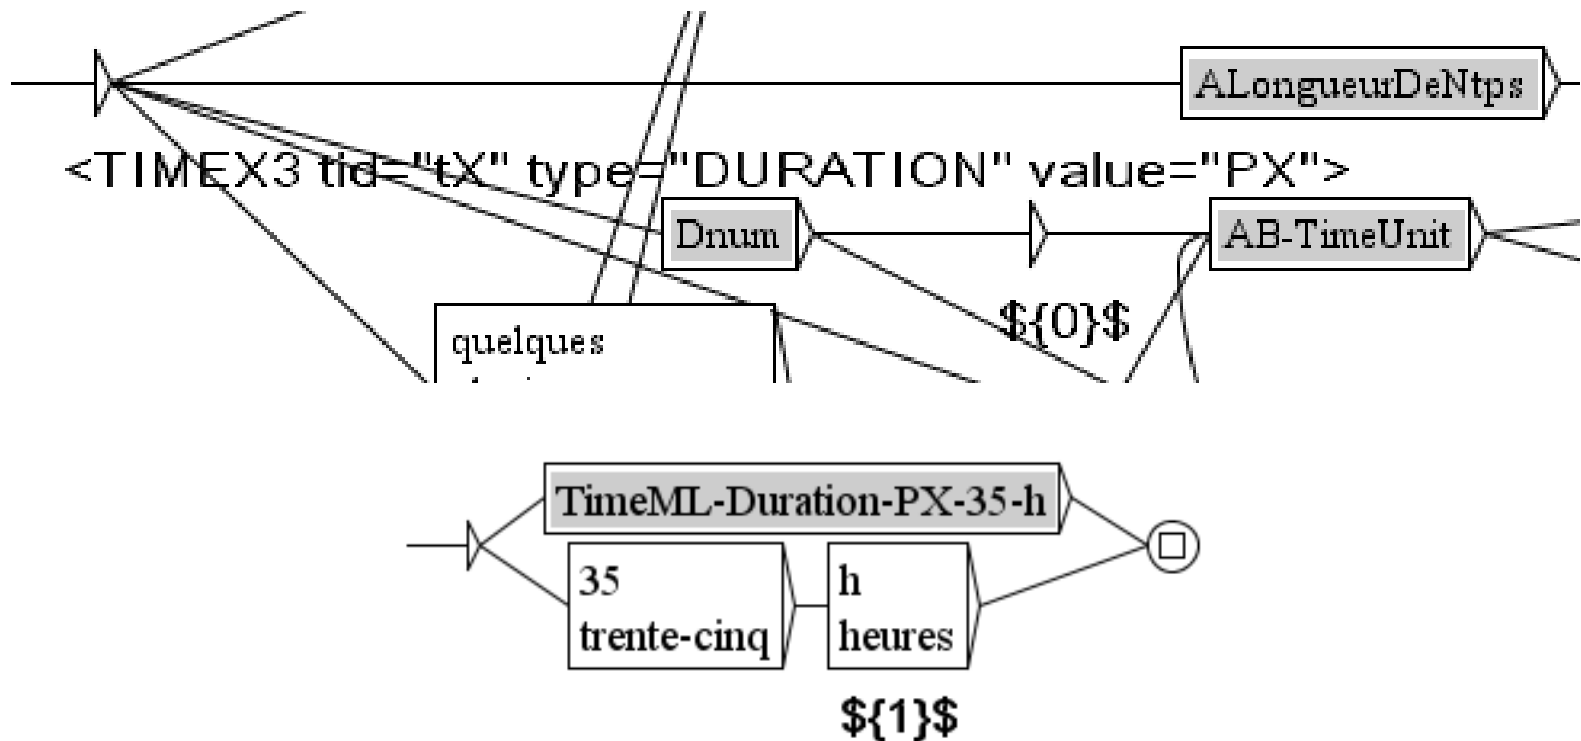 ALongueurDeNtps
<TIMEX3 tid="tX" type="DURATION" value="PX">
Dnum
AB-TimeUnit
${0}$
quelques
TimeML-Duration-PX-35-h
35
trente-cinq
h
heures
${1}$